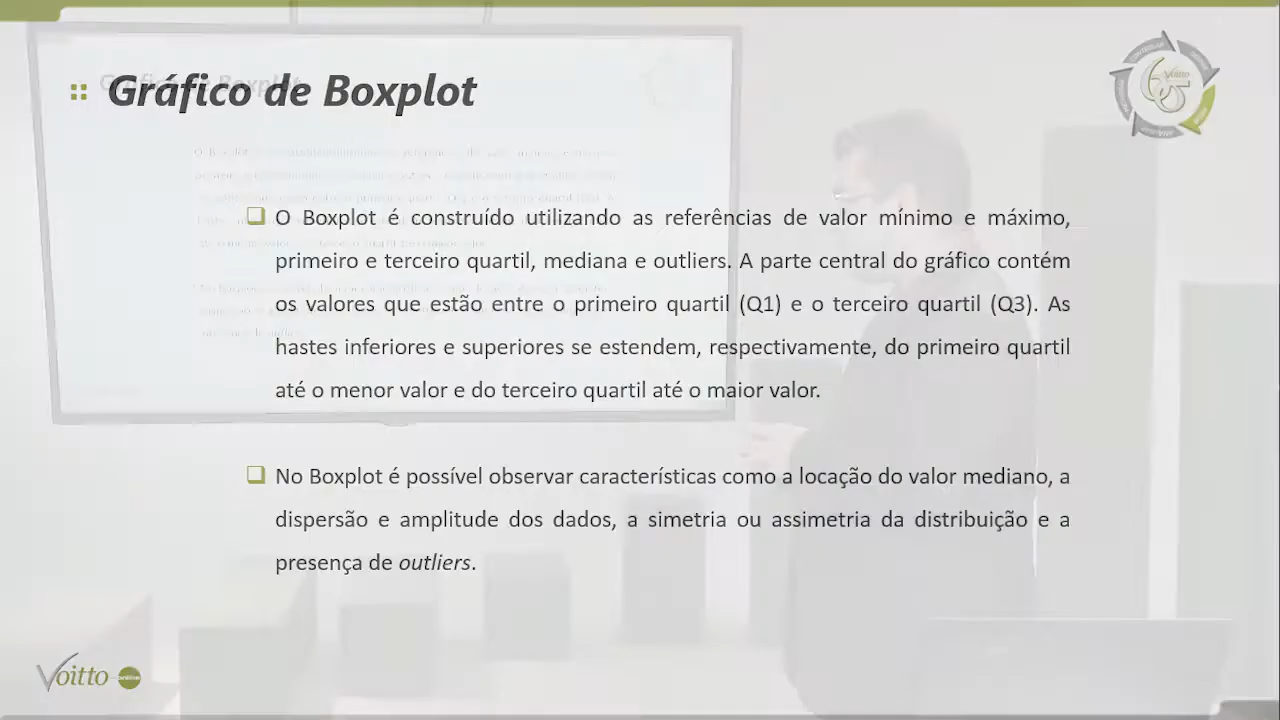 Gráfico de Boxplot
❑ O Boxplot é construído utilizando as referências de valor mínimo e máximo,
primeiro e terceiro quartil, mediana e outliers. A parte central do gráfico contém
os valores que estão entre o primeiro quartil (Q1) e o terceiro quartil (Q3). As
hastes inferiores e superiores se estendem, respectivamente, do primeiro quartil
até o menor valor e do terceiro quartil até o maior valor.
❑ No Boxplot é possível observar características como a locação do valor mediano, a
dispersão e amplitude dos dados, a simetria ou assimetria da distribuição e a
presença de outliers.
Voitto